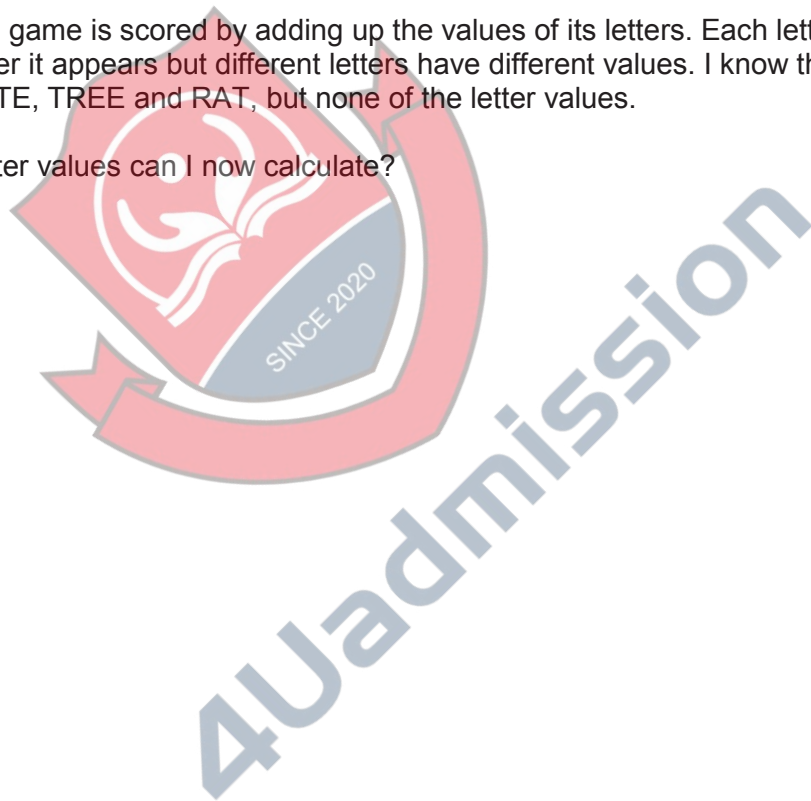 game is scored by adding up the values of its letters. Each lett
er it appears but different letters have different values. I know th
TE, TREE and RAT, but none of the letter values.
ter values can I now calculate?
SINCE 2020
4Uadmission